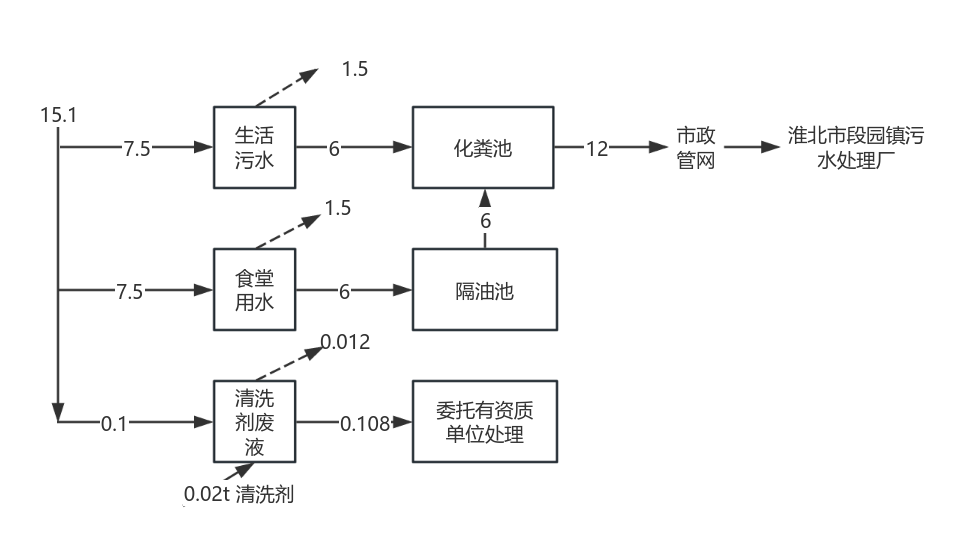 1.5
15.1
7.5
生活
污水
6
化粪池
12
市政
管网
淮北市段园镇污
水处理厂
1.5
6
7.5
食堂
用水
6
隔油池
0.012
0.1
清洗
剂废
液
0.108
委托有资质
单位处理
0.02t 清洗剂